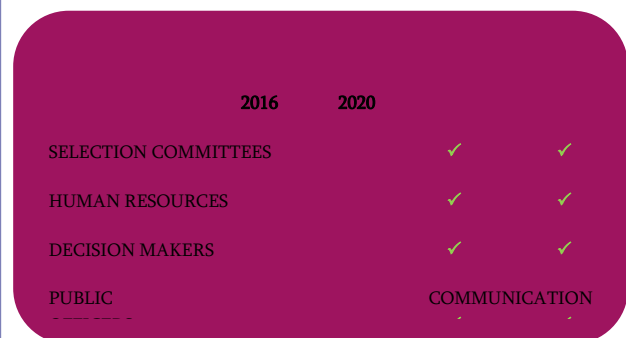 2016 2020
SELECTION COMMITTEES ✓ ✓
HUMAN RESOURCES ✓ ✓
DECISION MAKERS ✓ ✓
PUBLIC COMMUNICATION